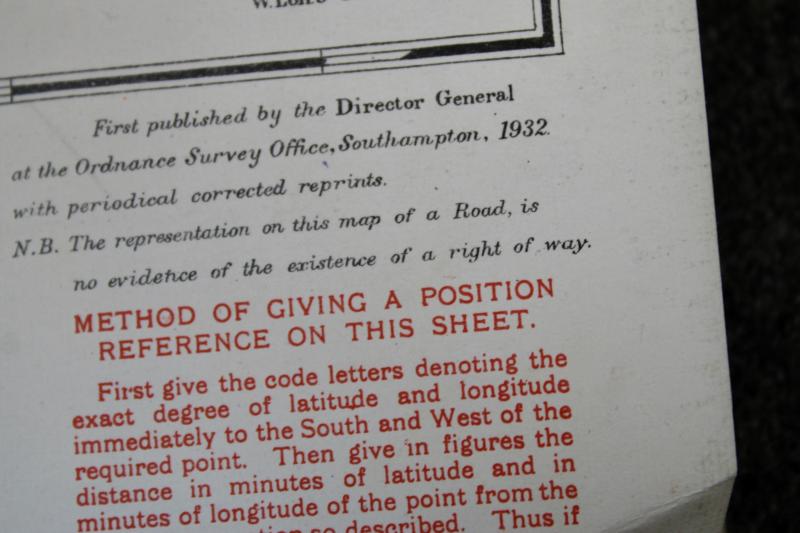 First published by the Director General
at the Ordnance Survey Office, Southampton, 1932.
with periodical corrected reprints.
N.B. The representation on this map of a Road, is
no evidence of the existence of a right of way.
METHOD OF GIVING A POSITION
REFERENCE ON THIS SHEET.
First give the code letters denoting the
exact degree of latitude and longitude
immediately to the South and West of the
required point. Then give in figures the
distance in minutes of latitude and in
minutes of longitude of the point from the
so described. Thus if